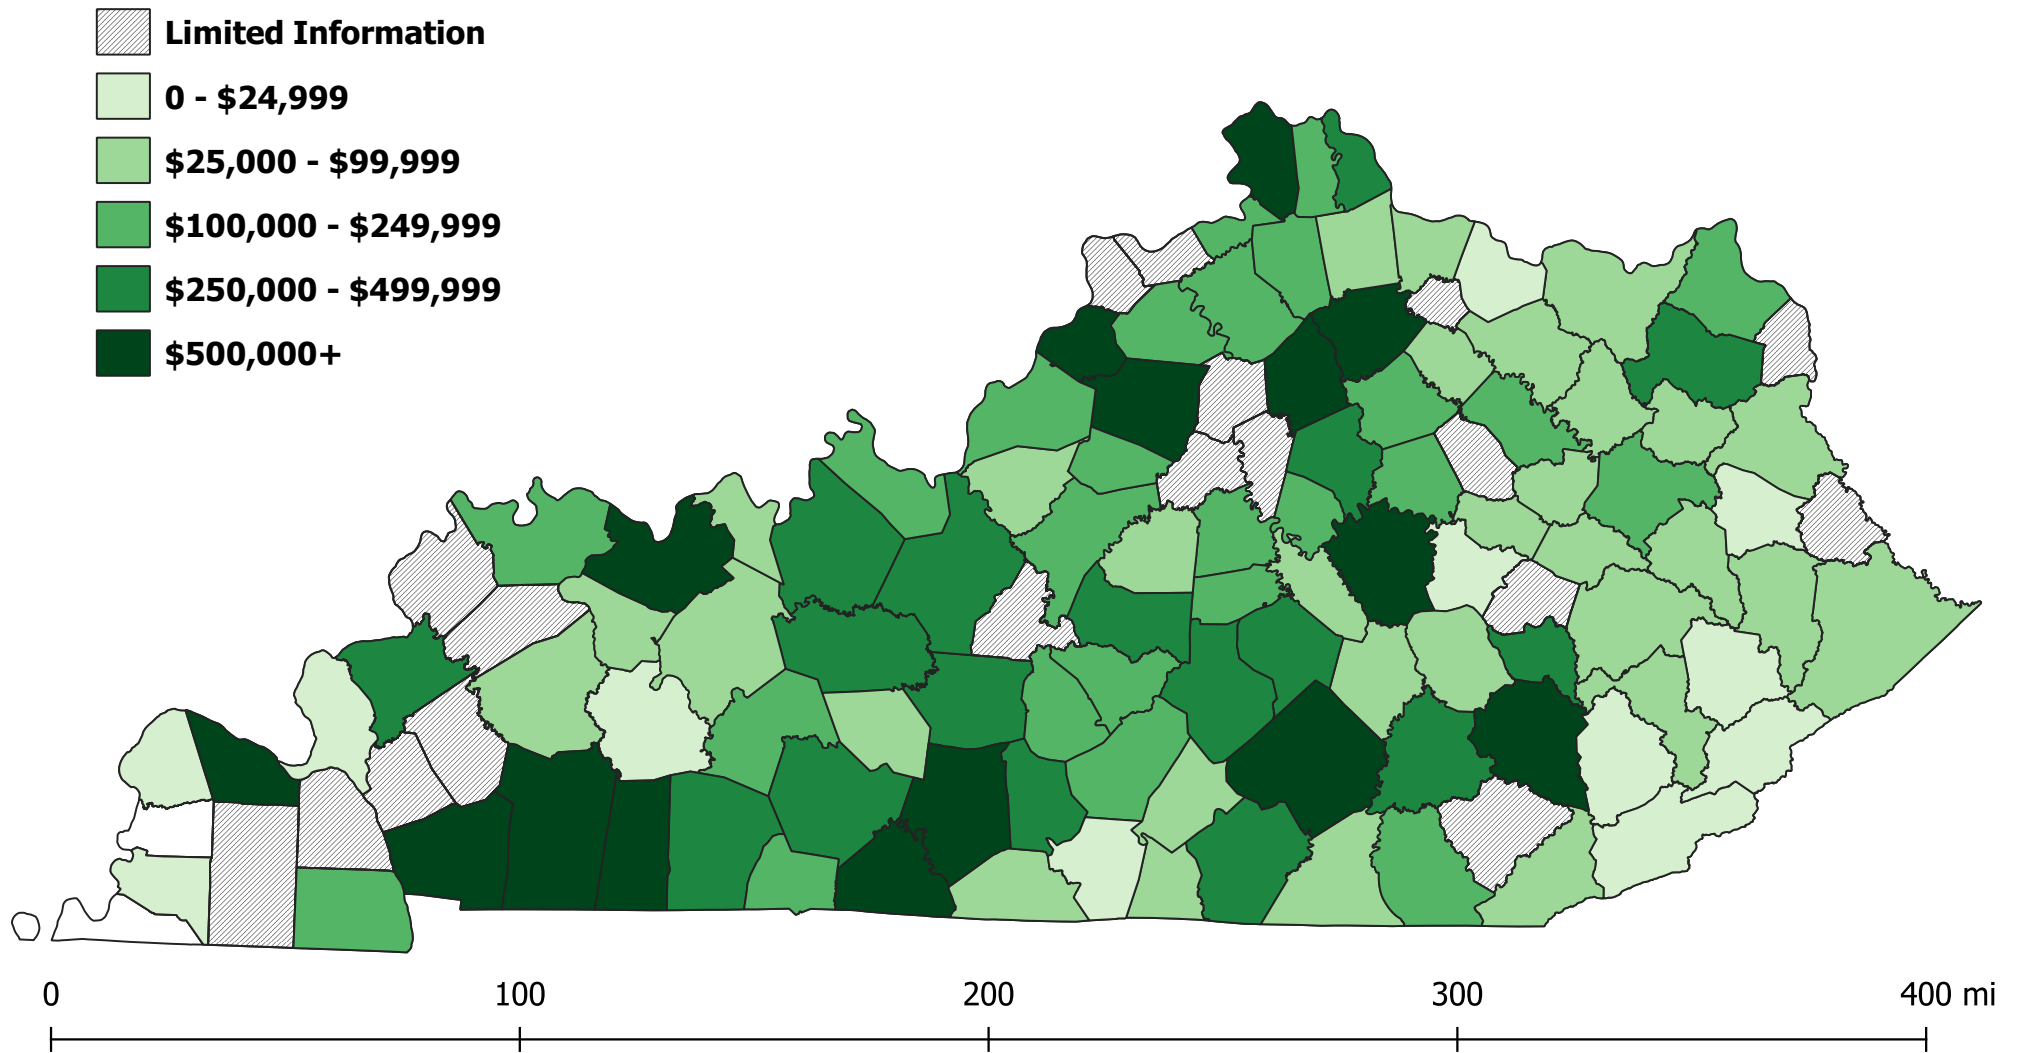 Limited Information
0 - $24,999
$25,000 - $99,999
$100,000 - $249,999
$250,000 - $499,999
$500,000+
0 100 200 300 400 mi